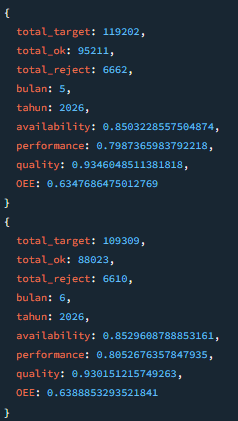 {
total_target: 119202,
total_ok: 95211,
total_reject: 6662,
bulan: 5,
tahun: 2026,
availability: 0.8503228557504874,
performance: 0.7987365983792218,
quality: 0.9346048511381818,
OEE: 0.6347686475012769
}
{
total_target: 109309,
total_ok: 88023,
total_reject: 6610,
bulan: 6,
tahun: 2026,
availability: 0.8529608788853161,
performance: 0.8052676357847935,
quality: 0.930151215749263,
OEE: 0.6388853293521841
}